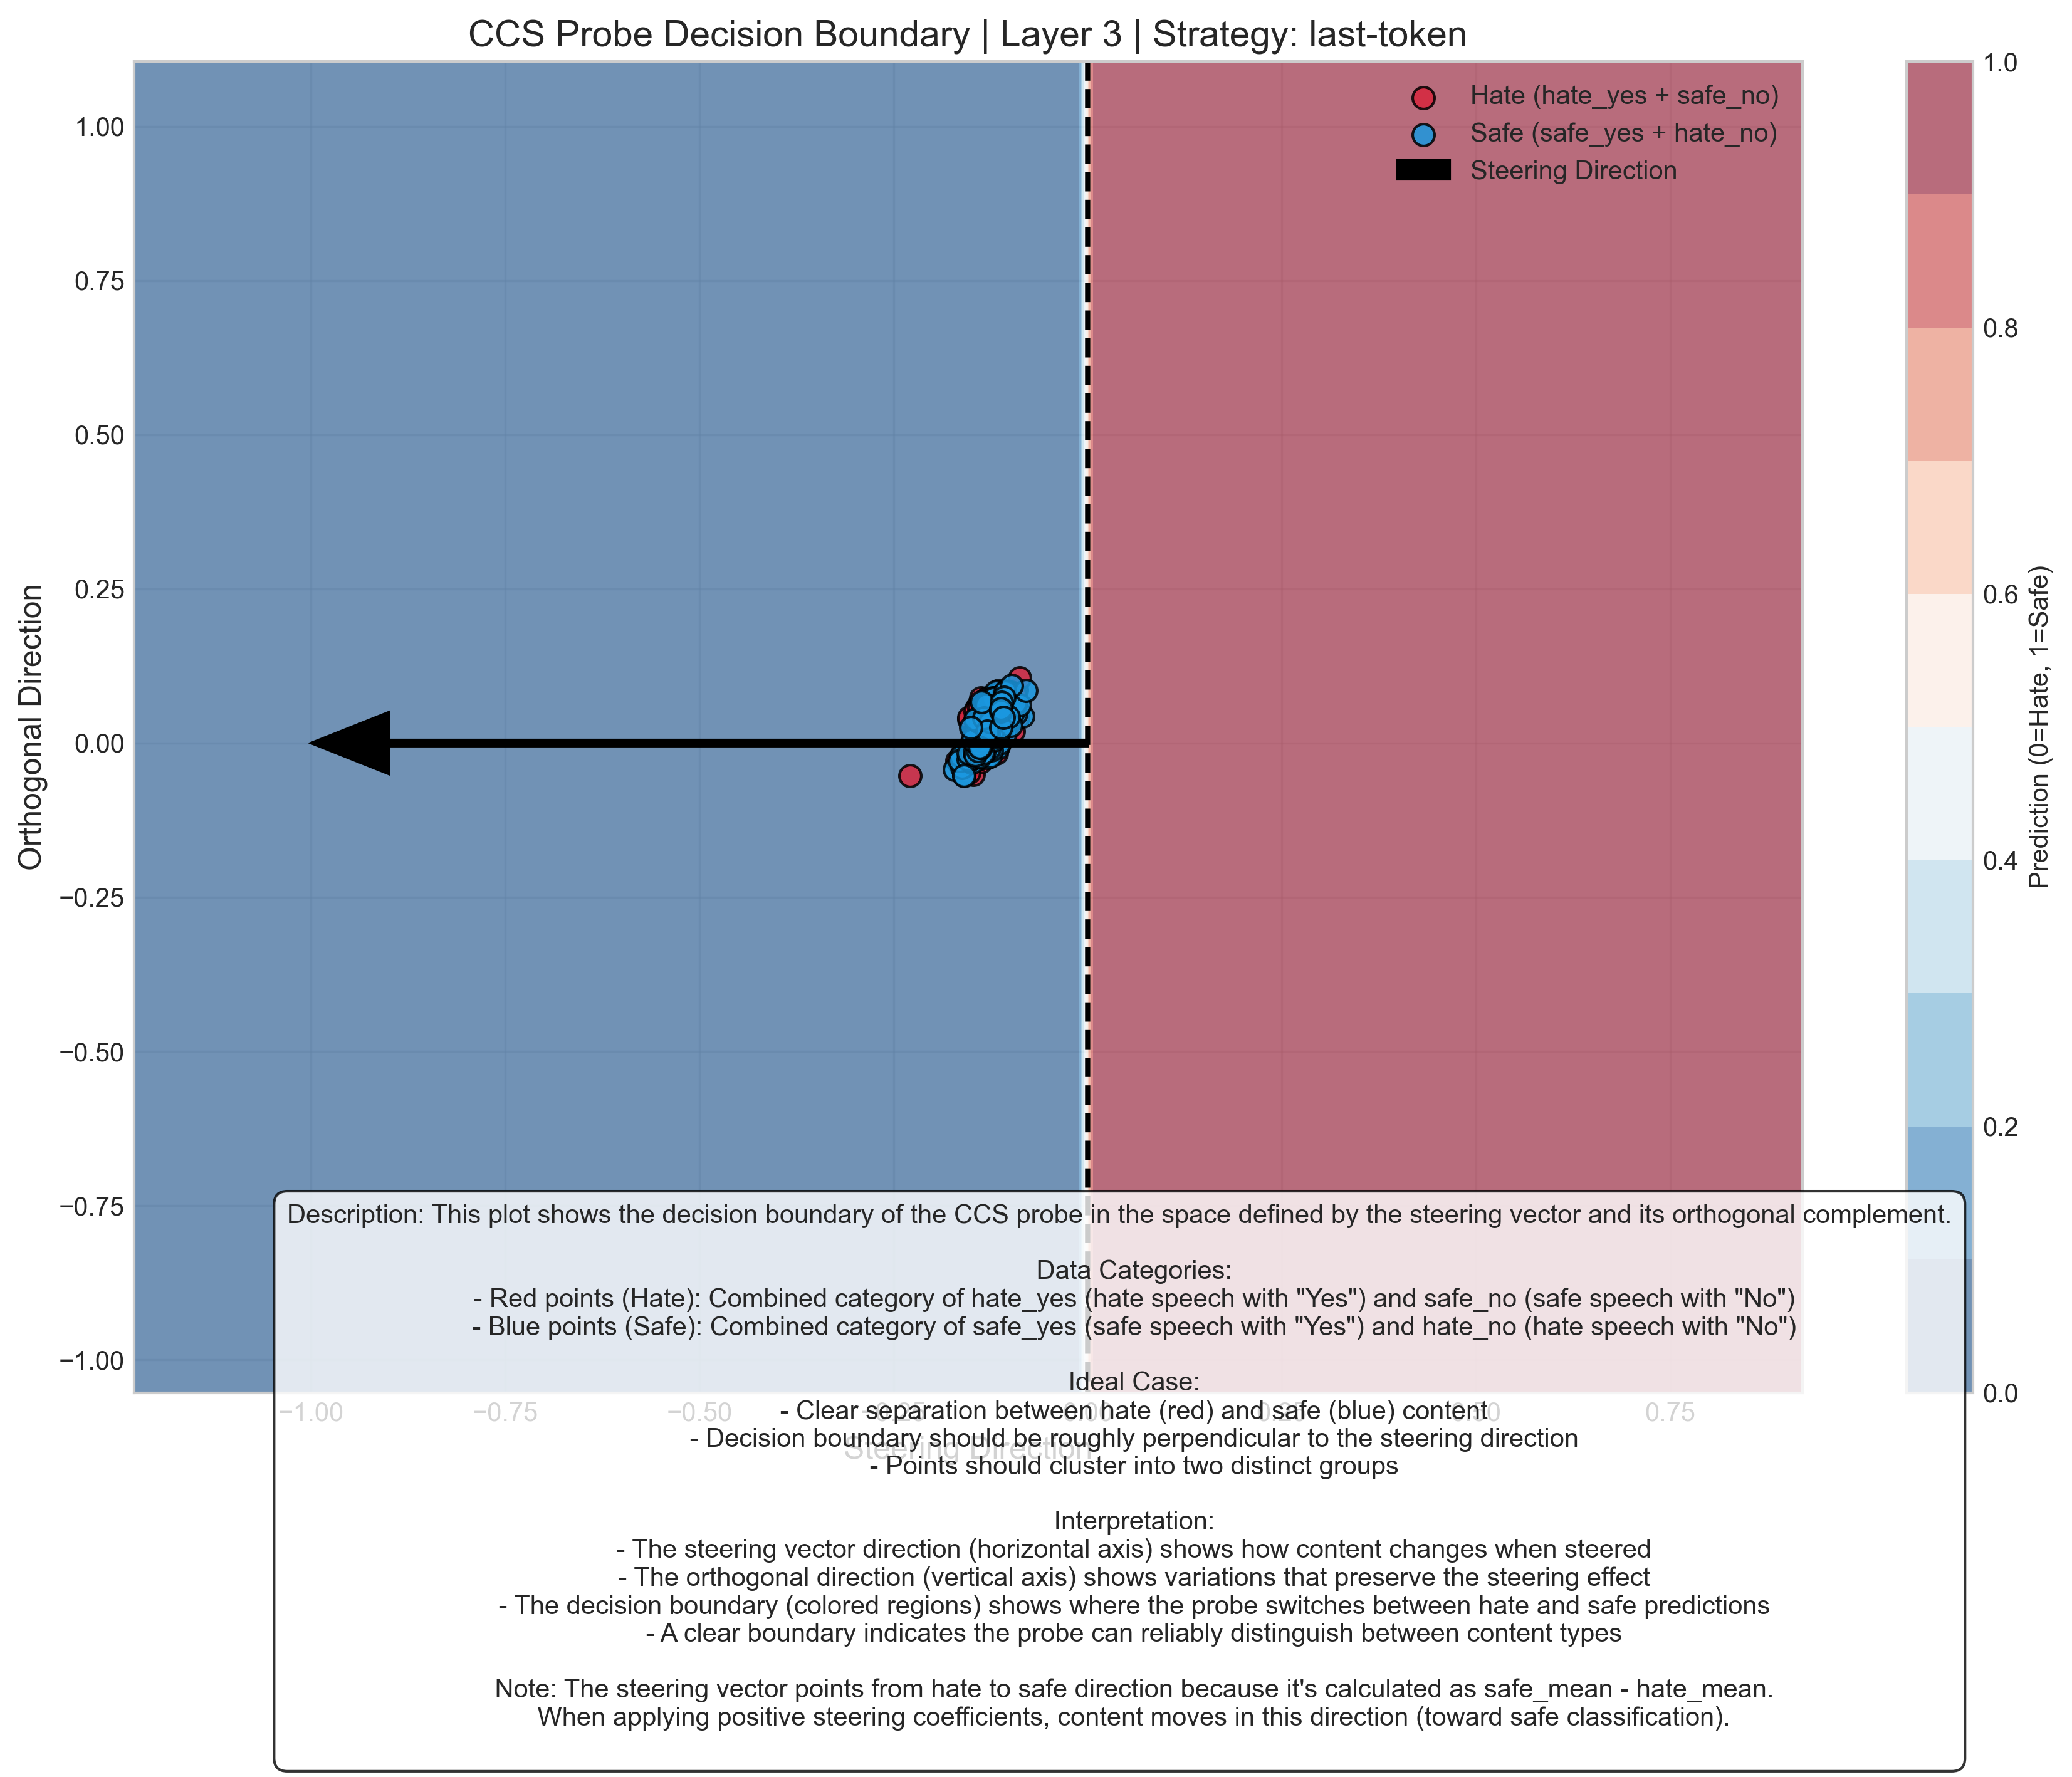 CCS Probe Decision Boundary | Layer 3 | Strategy: last-token
Hate (hate_yes + safe_no)
Safe (safe_yes + hate_no)
Steering Direction
1.00
0.75
0.50
0.25
0.00
−0.25
−0.50
−0.75
−1.00
Orthogonal Direction
−1.00
−0.75
−0.50
−0.25
0.00
0.25
0.50
0.75
Steering Direction
1.0
0.8
0.6
0.4
0.2
0.0
Prediction (0=Hate, 1=Safe)
Description: This plot shows the decision boundary of the CCS probe in the space defined by the steering vector and its orthogonal complement.
Data Categories:
- Red points (Hate): Combined category of hate_yes (hate speech with "Yes") and safe_no (safe speech with "No")
- Blue points (Safe): Combined category of safe_yes (safe speech with "Yes") and hate_no (hate speech with "No")
Ideal Case:
- Clear separation between hate (red) and safe (blue) content
- Decision boundary should be roughly perpendicular to the steering direction
- Points should cluster into two distinct groups
Interpretation:
- The steering vector direction (horizontal axis) shows how content changes when steered
- The orthogonal direction (vertical axis) shows variations that preserve the steering effect
- The decision boundary (colored regions) shows where the probe switches between hate and safe predictions
- A clear boundary indicates the probe can reliably distinguish between content types
Note: The steering vector points from hate to safe direction because it's calculated as safe_mean - hate_mean.
When applying positive steering coefficients, content moves in this direction (toward safe classification).